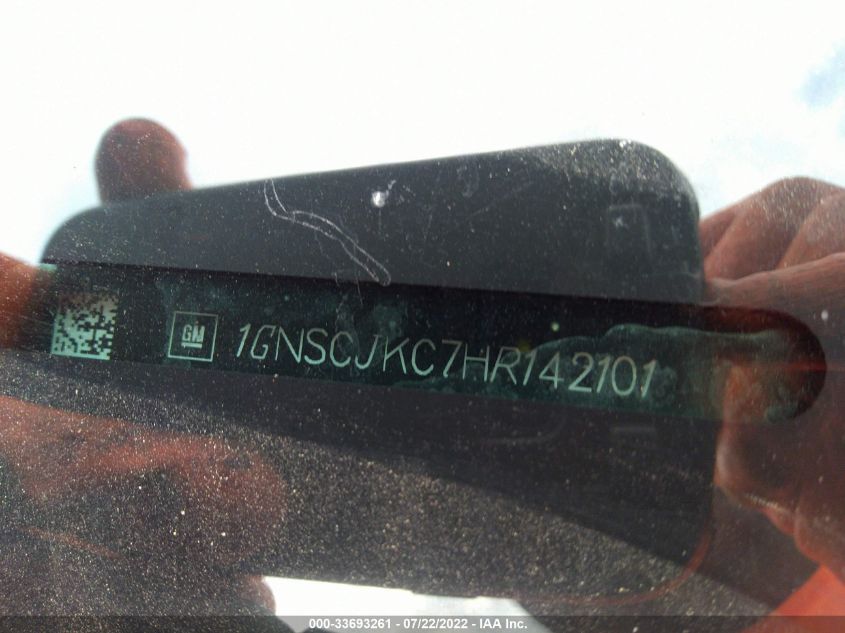 GM 1GNSCJKC7HR142101
000-33693261 - 07/22/2022 - IAA Inc.